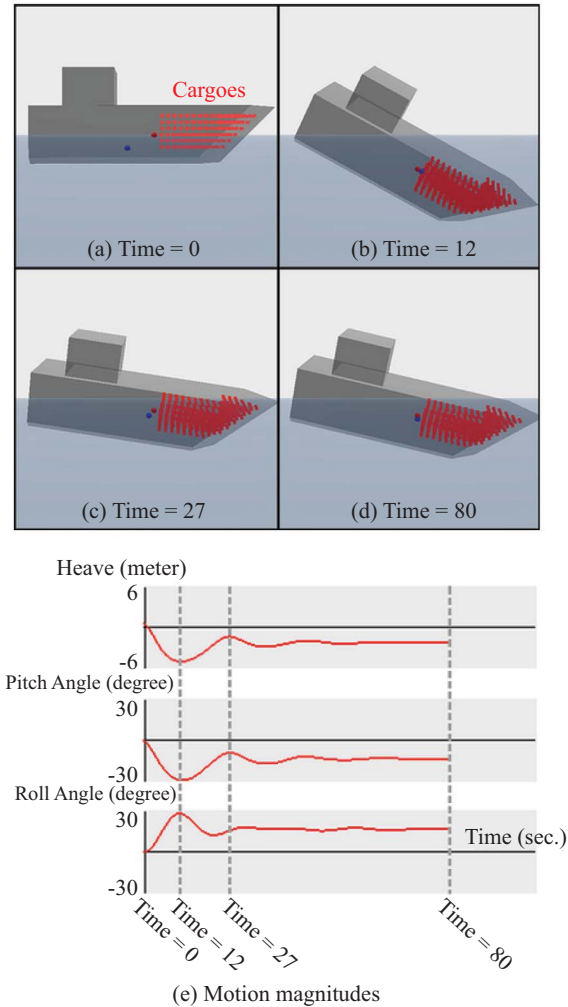 Cargoes
(a) Time = 0
(b) Time = 12
(c) Time = 27
(d) Time = 80
Heave (meter)
6
-6
Pitch Angle (degree)
30
-30
Roll Angle (degree)
30
-30
Time (sec.)
Time = 0
Time = 12
Time = 27
Time = 80
(e) Motion magnitudes